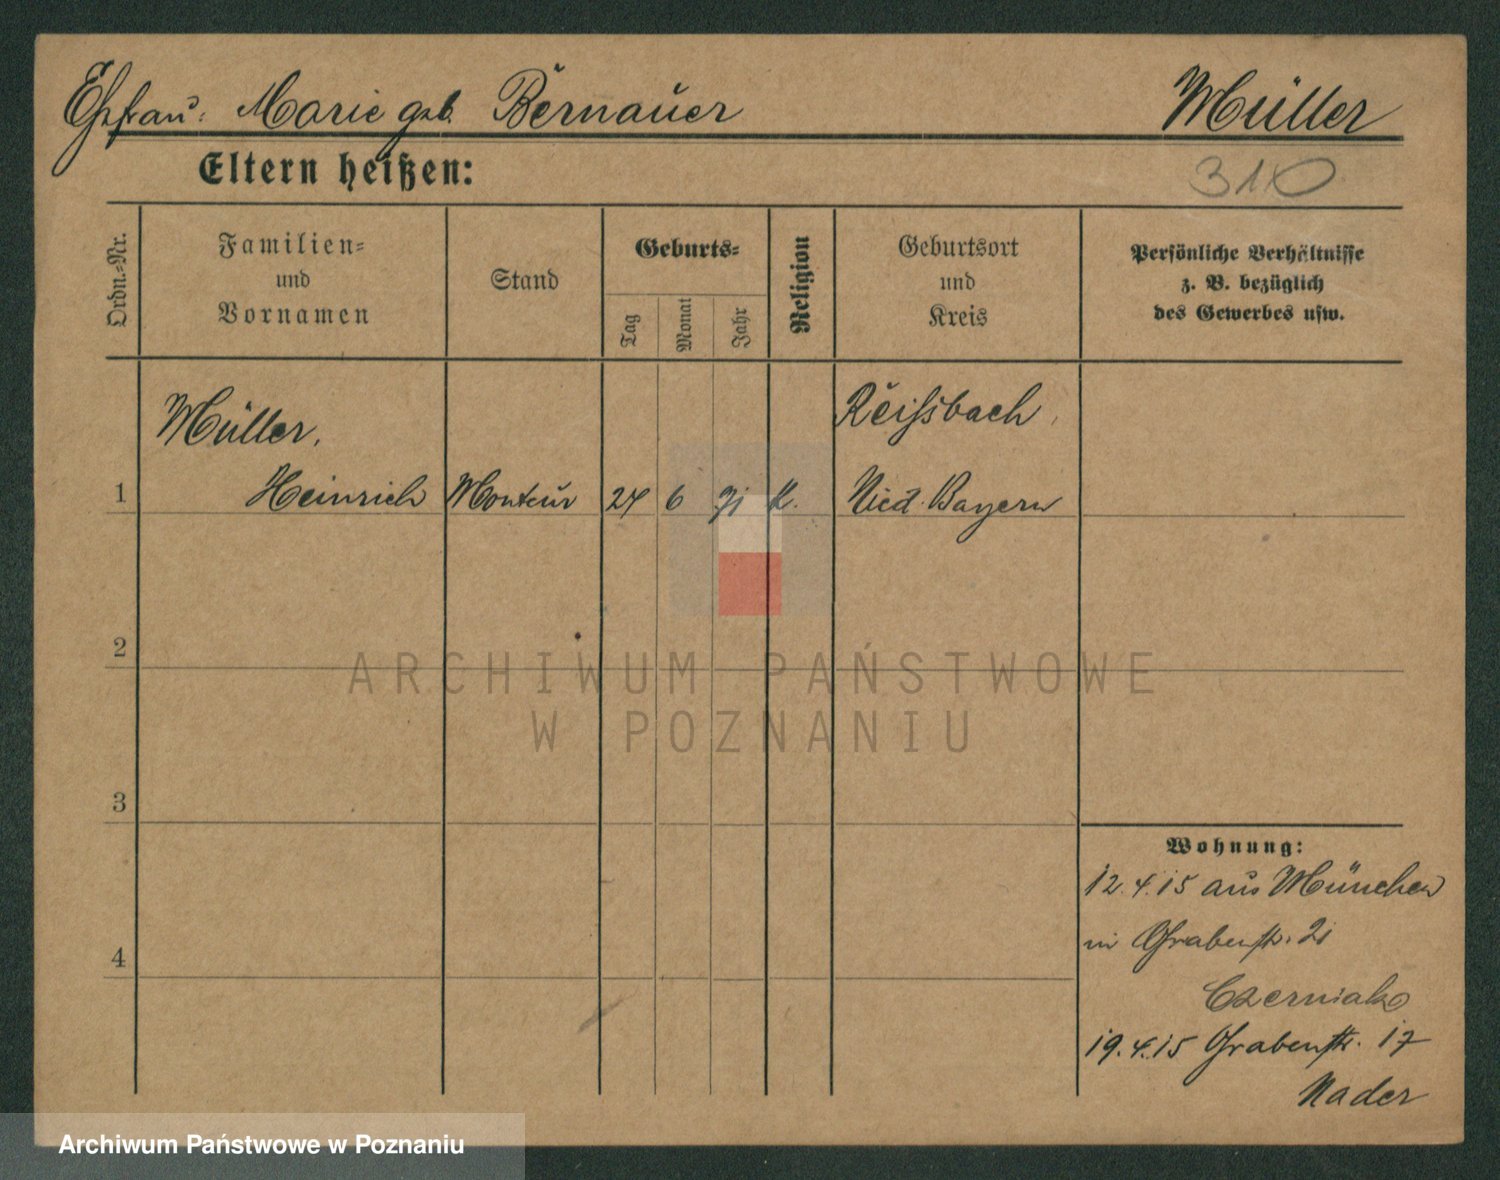 Ehefrau: Marie geb. Bernauer
Müller
Eltern heißen:
310
Ordn.=Nr.
Familien=
und
Vornamen
Stand
Geburts=
Tag
Monat
Jahr
Religion
Geburtsort
und
Kreis
Persönliche Verhältnisse
z. B. bezüglich
des Gewerbes usw.
Müller,
Reissbach,
1 Heinrich Monteur 24 6 91 K. Nied. Bayern
2
ARCHIWUM PAŃSTWOWE
W POZNANIU
3
Wohnung:
12.4.15 aus München
in Grabenstr. 21
4
Czerniak
19.4.15 Grabenstr. 17
Nader
Archiwum Państwowe w Poznaniu